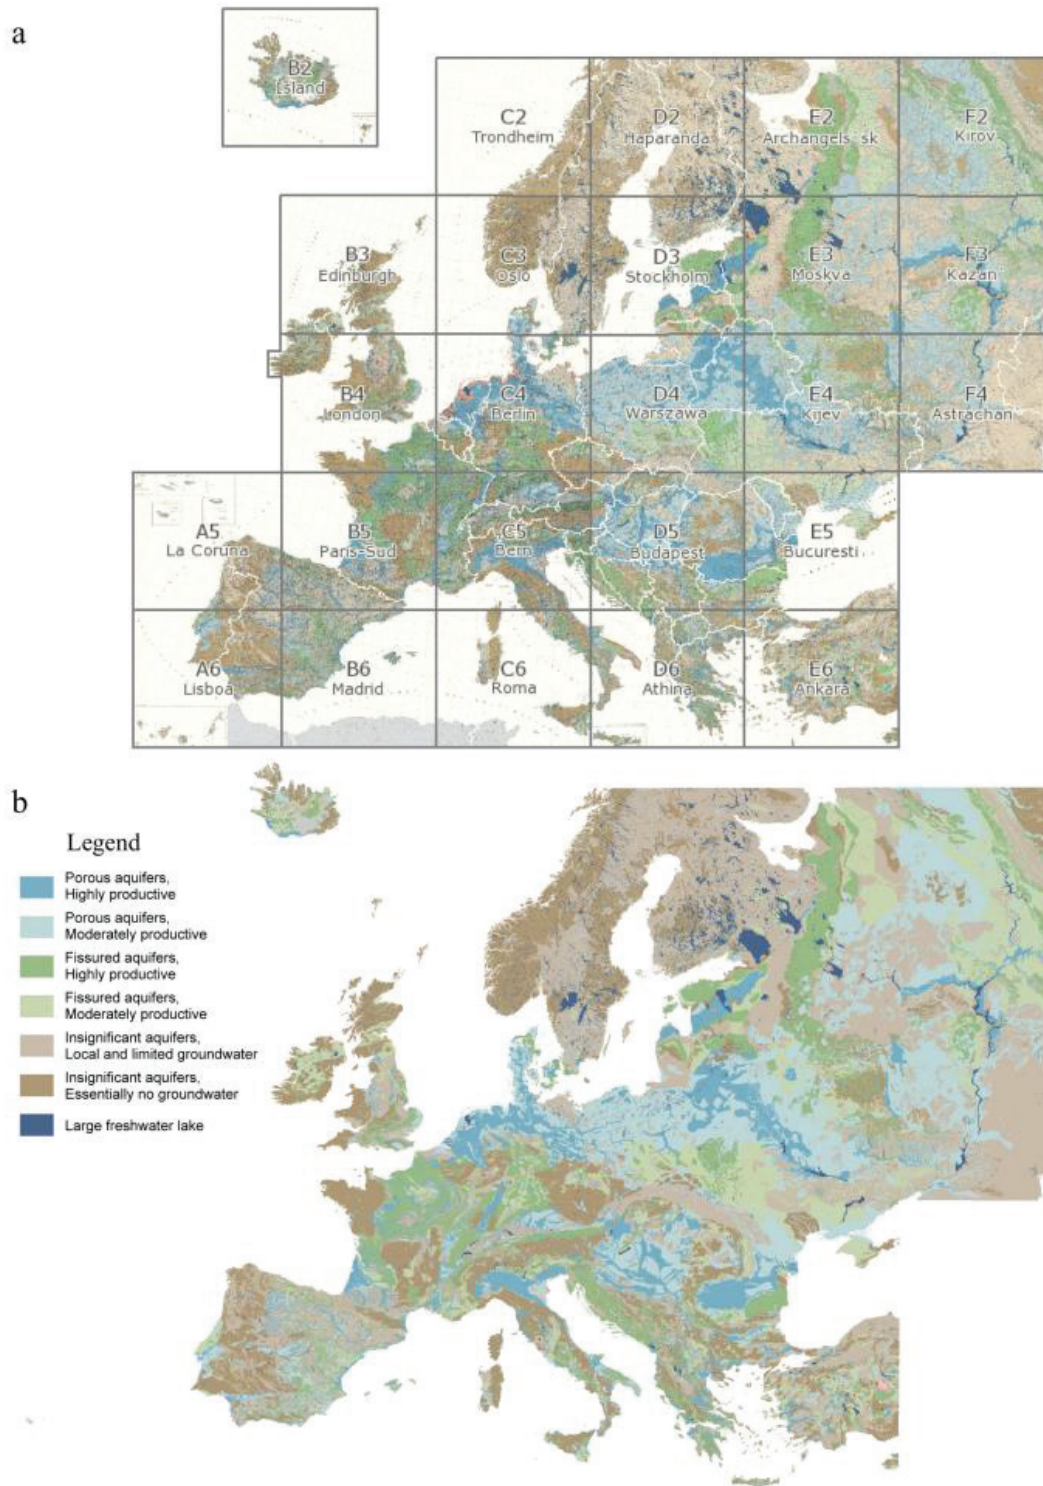 a
B2
Island
C2
Trondheim
D2
Haparanda
E2
Archangels´sk
F2
Kirov
B3
Edinburgh
C3
Oslo
D3
Stockholm
E3
Moskva
F3
Kazan
B4
London
C4
Berlin
D4
Warszawa
E4
Kijev
F4
Astrachan
A5
La Coruna
B5
Paris-Sud
C5
Bern
D5
Budapest
E5
Bucuresti
A6
Lisboa
B6
Madrid
C6
Roma
D6
Athina
E6
Ankara
b
Legend
Porous aquifers,
Highly productive
Porous aquifers,
Moderately productive
Fissured aquifers,
Highly productive
Fissured aquifers,
Moderately productive
Insignificant aquifers,
Local and limited groundwater
Insignificant aquifers,
Essentially no groundwater
Large freshwater lake